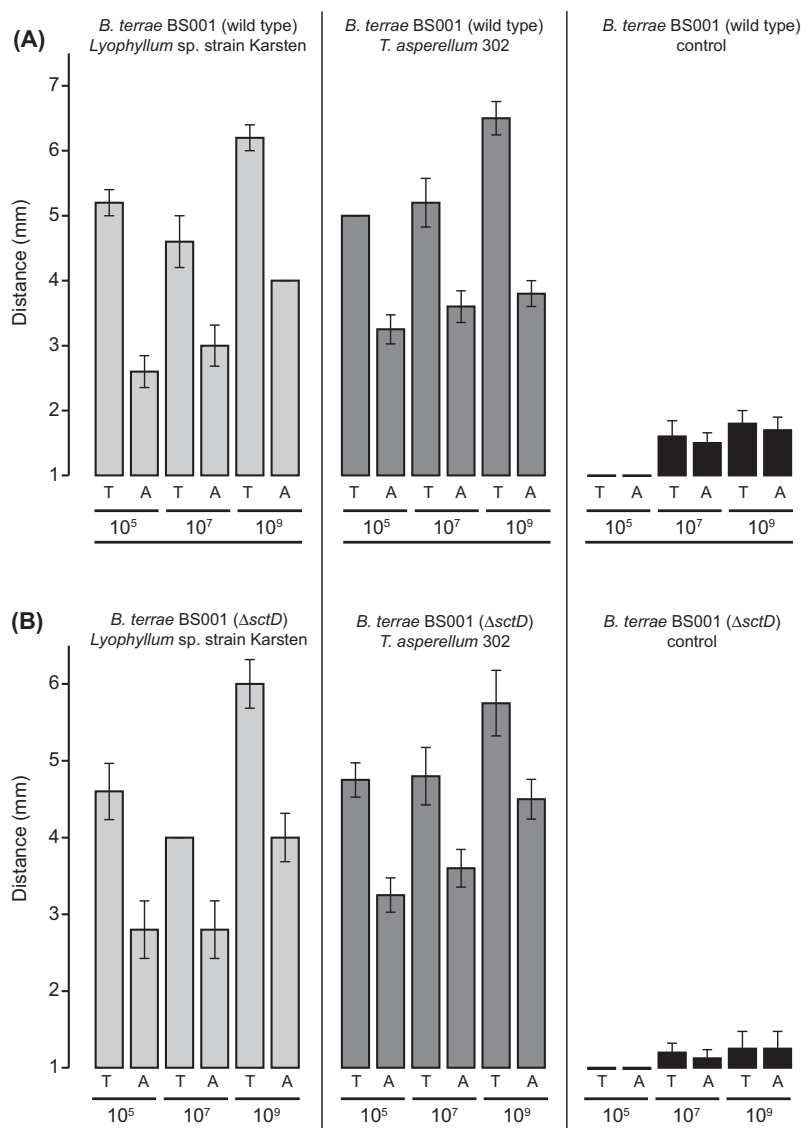 (A)
B. terrae BS001 (wild type)
Lyophyllum sp. strain Karsten
B. terrae BS001 (wild type)
T. asperellum 302
B. terrae BS001 (wild type)
control
Distance (mm)
7
6
5
4
3
2
1
T A T A T A
10⁵ 10⁷ 10⁹
T A T A T A
10⁵ 10⁷ 10⁹
T A T A T A
10⁵ 10⁷ 10⁹
(B)
B. terrae BS001 (ΔsctD)
Lyophyllum sp. strain Karsten
B. terrae BS001 (ΔsctD)
T. asperellum 302
B. terrae BS001 (ΔsctD)
control
Distance (mm)
6
5
4
3
2
1
T A T A T A
10⁵ 10⁷ 10⁹
T A T A T A
10⁵ 10⁷ 10⁹
T A T A T A
10⁵ 10⁷ 10⁹